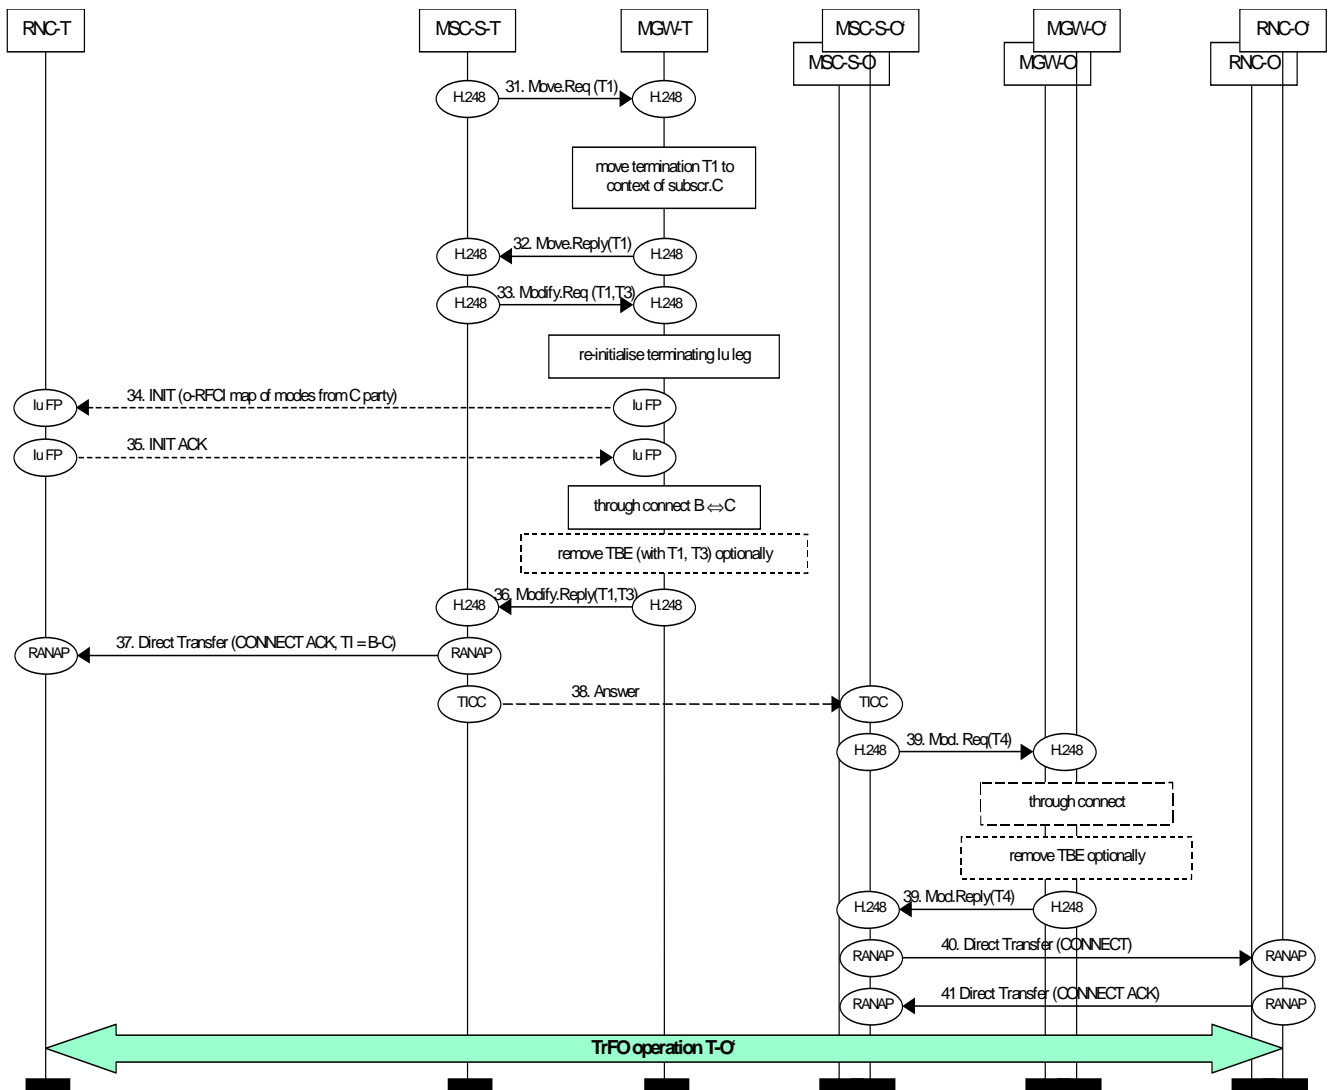 RNC-T
MSC-S-T
MGW-T
MSC-S-O'
MGW-O'
RNC-O'
MSC-S-O
MGW-O
RNC-O
H.248
31. Move.Req (T1)
H.248
move termination T1 to
context of subscr.C
H.248
32. Move.Reply(T1)
H.248
H.248
33. Modify.Req (T1,T3)
H.248
re-initialise terminating Iu leg
Iu FP
34. INIT (o-RFCI map of modes from C party)
Iu FP
Iu FP
35. INIT ACK
Iu FP
through connect B ⇔ C
remove TBE (with T1, T3) optionally
H.248
36. Modify.Reply(T1,T3)
H.248
RANAP
37. Direct Transfer (CONNECT ACK, TI = B-C)
RANAP
TICC
38. Answer
TICC
H.248
39. Mod. Req(T4)
H.248
through connect
remove TBE optionally
H.248
39. Mod.Reply(T4)
H.248
RANAP
40. Direct Transfer (CONNECT)
RANAP
RANAP
41 Direct Transfer (CONNECT ACK)
RANAP
TrFO operation T-O'